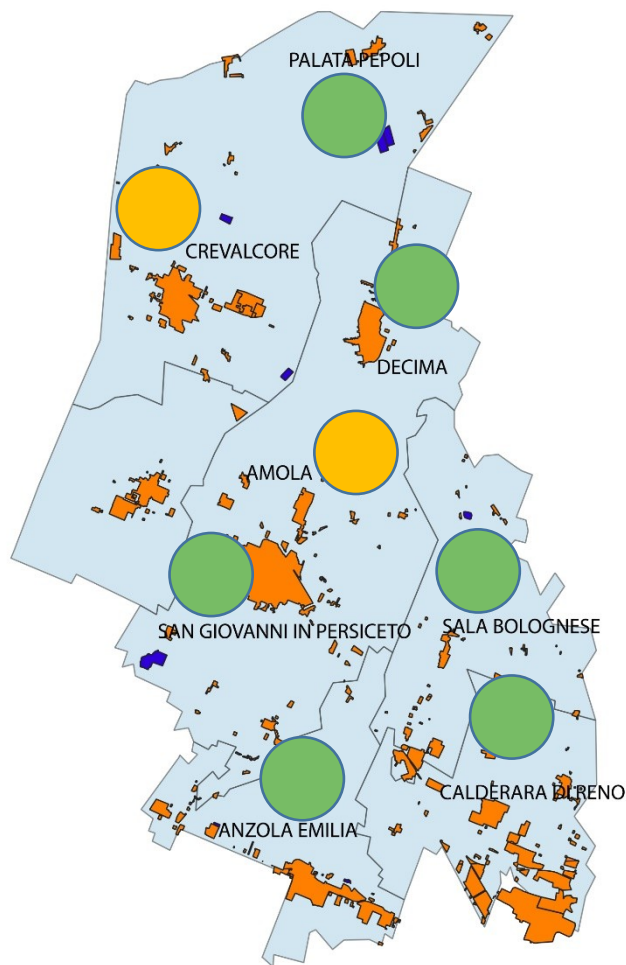 PALATA PEPOLI
CREVALCORE
DECIMA
AMOLA
SAN GIOVANNI IN PERSICETO
SALA BOLOGNESE
CALDERARA DI RENO
ANZOLA EMILIA